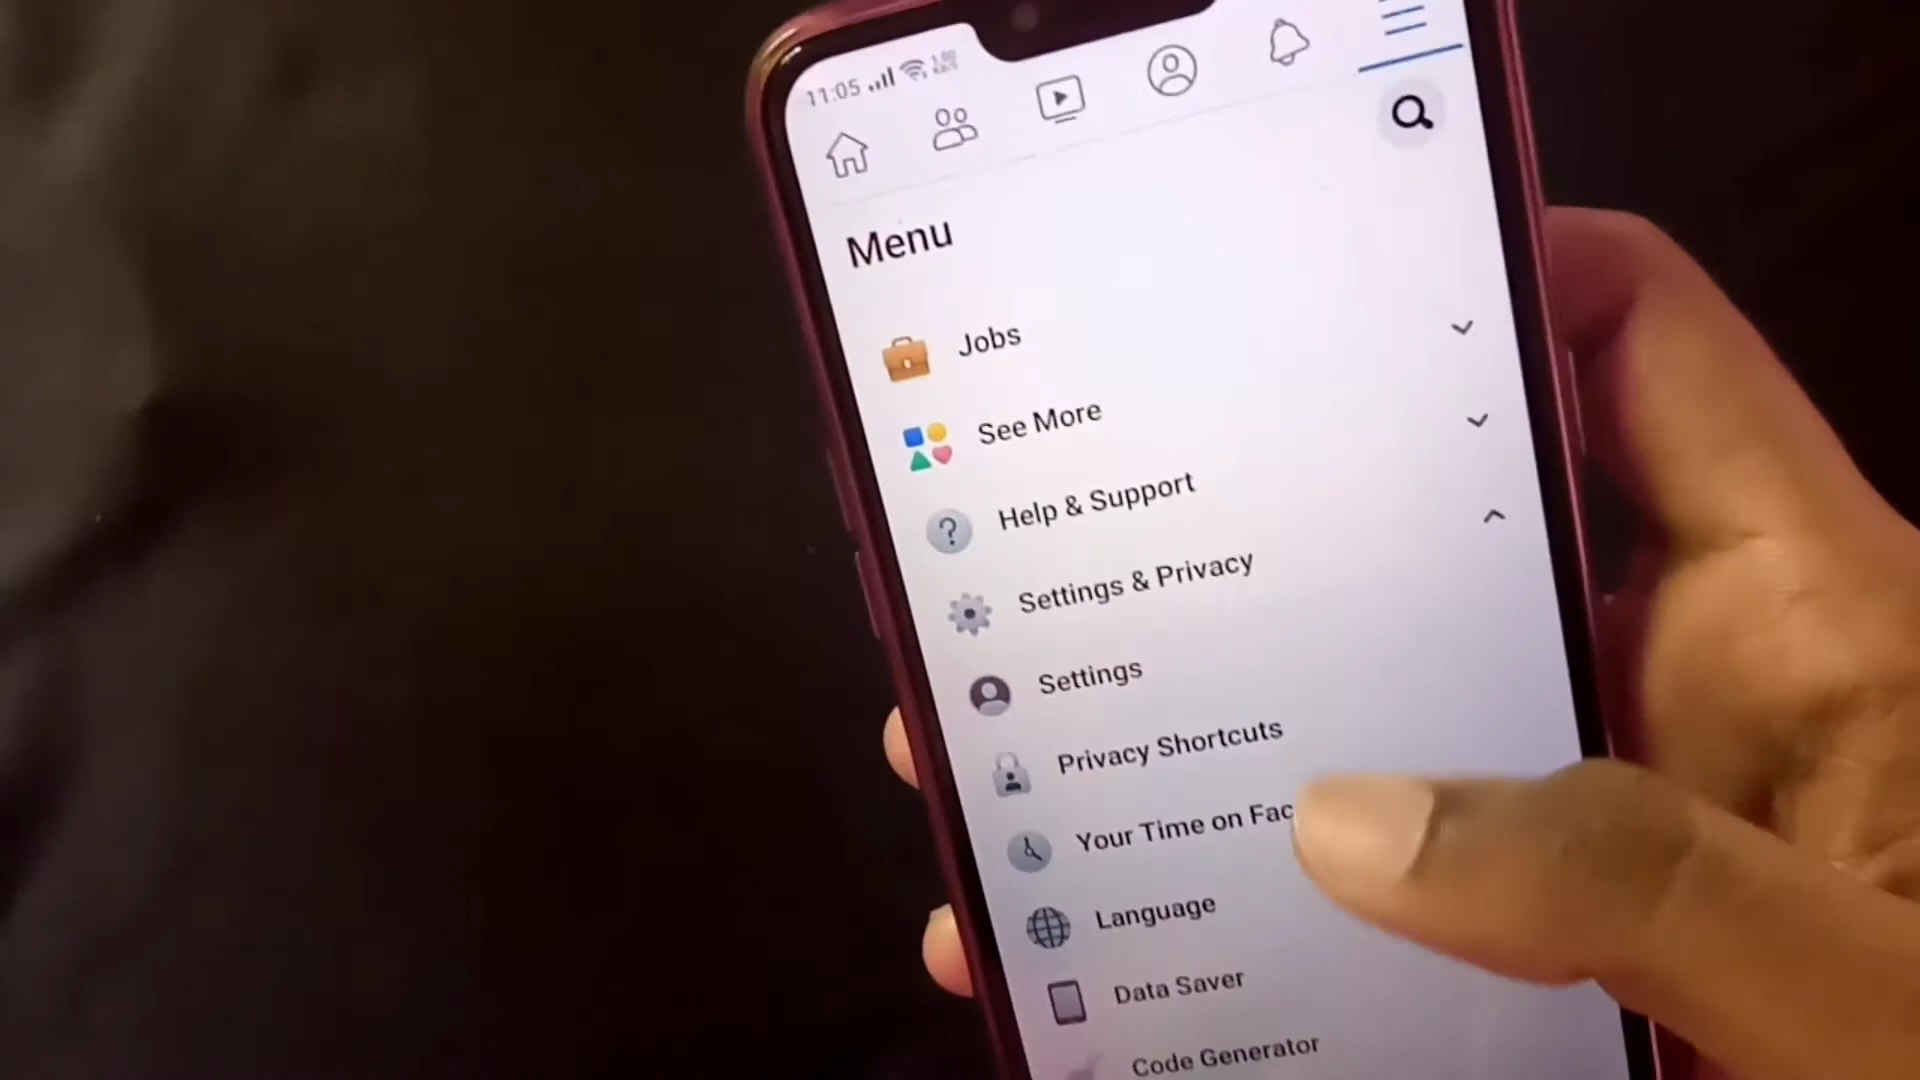 11:05
Menu
Jobs
See More
Help & Support
Settings & Privacy
Settings
Privacy Shortcuts
Your Time on Fac
Language
Data Saver
Code Generator